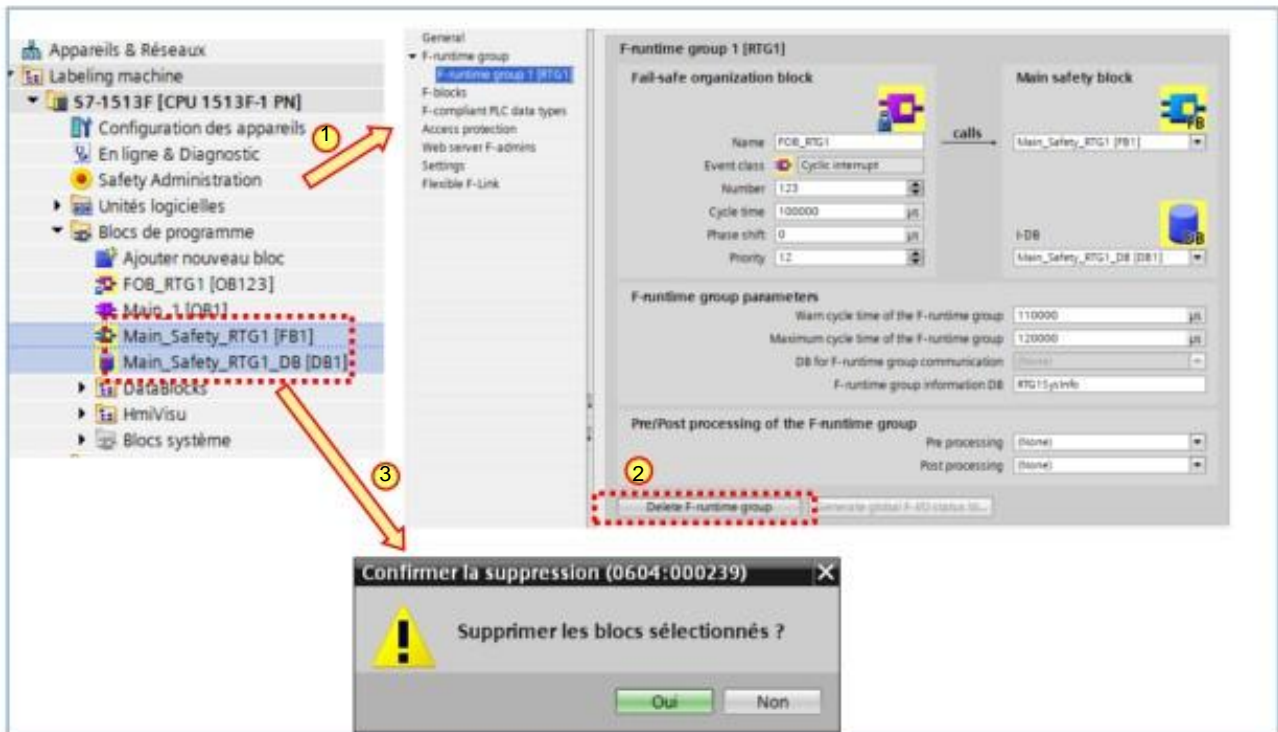 Appareils & Réseaux
Labeling machine
S7-1513F [CPU 1513F-1 PN]
Configuration des appareils
En ligne & Diagnostic
Safety Administration
Unités logicielles
Blocs de programme
Ajouter nouveau bloc
FOB_RTG1 [OB123]
Main_1 [OB1]
Main_Safety_RTG1 [FB1]
Main_Safety_RTG1_DB [DB1]
DataBlocks
HmiVisu
Blocs système
1
General
F-runtime group
F-runtime group 1 [RTG1]
F-blocks
F-compliant PLC data types
Access protection
Web server F-admins
Settings
Flexible F-Link
F-runtime group 1 [RTG1]
Fail-safe organization block
Name FOB_RTG1
Event class Cyclic interrupt
Number 123
Cycle time 100000 µs
Phase shift 0 µs
Priority 12
calls
Main safety block
FB
Main_Safety_RTG1 [FB1]
DB
I-DB
Main_Safety_RTG1_DB [DB1]
F-runtime group parameters
Warn cycle time of the F-runtime group 110000 µs
Maximum cycle time of the F-runtime group 120000 µs
DB for F-runtime group communication (None)
F-runtime group information DB RTG1SysInfo
Pre/Post processing of the F-runtime group
Pre processing (None)
Post processing (None)
2
Delete F-runtime group
Generate global F-I/O status
3
Confirmer la suppression (0604:000239) X
Supprimer les blocs sélectionnés ?
Oui Non